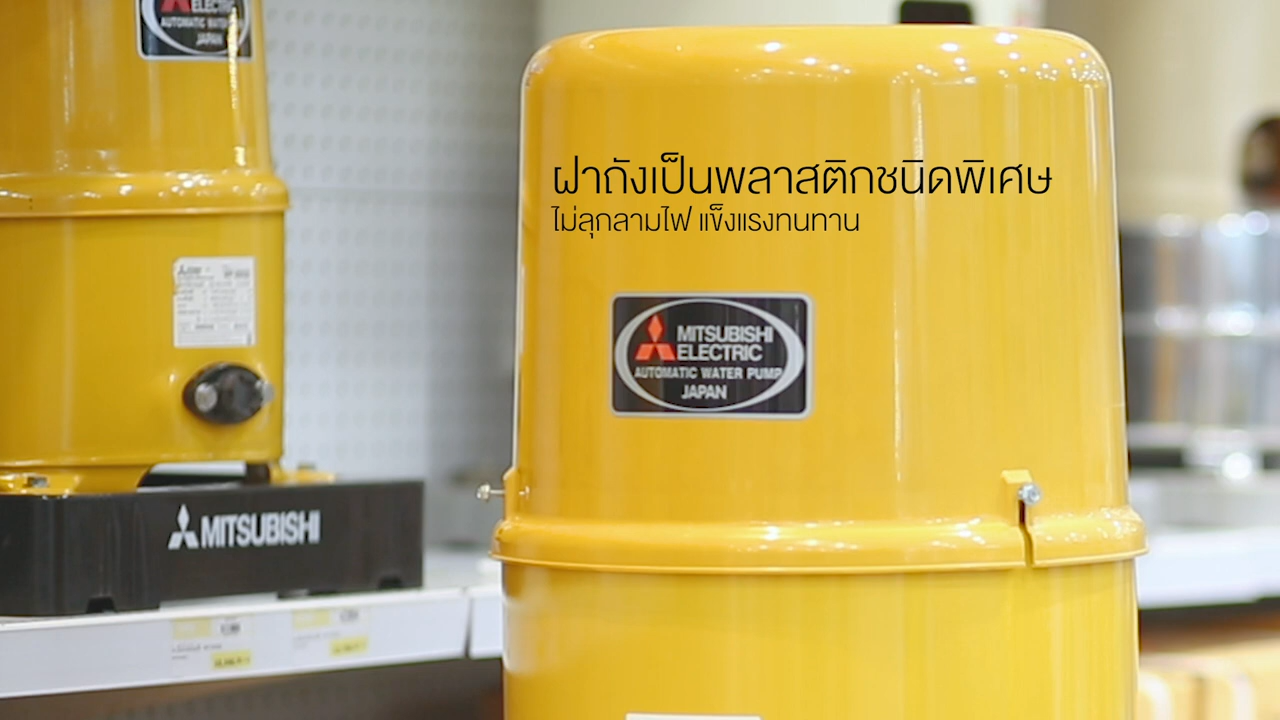 ELECTRIC
AUTOMATIC WATER
JAPAN
ฝาถังเป็นพลาสติกชนิดพิเศษ
ไม่ลุกลามไฟ แข็งแรงทนทาน
MITSUBISHI
ELECTRIC
AUTOMATIC WATER PUMP
JAPAN
MITSUBISHI